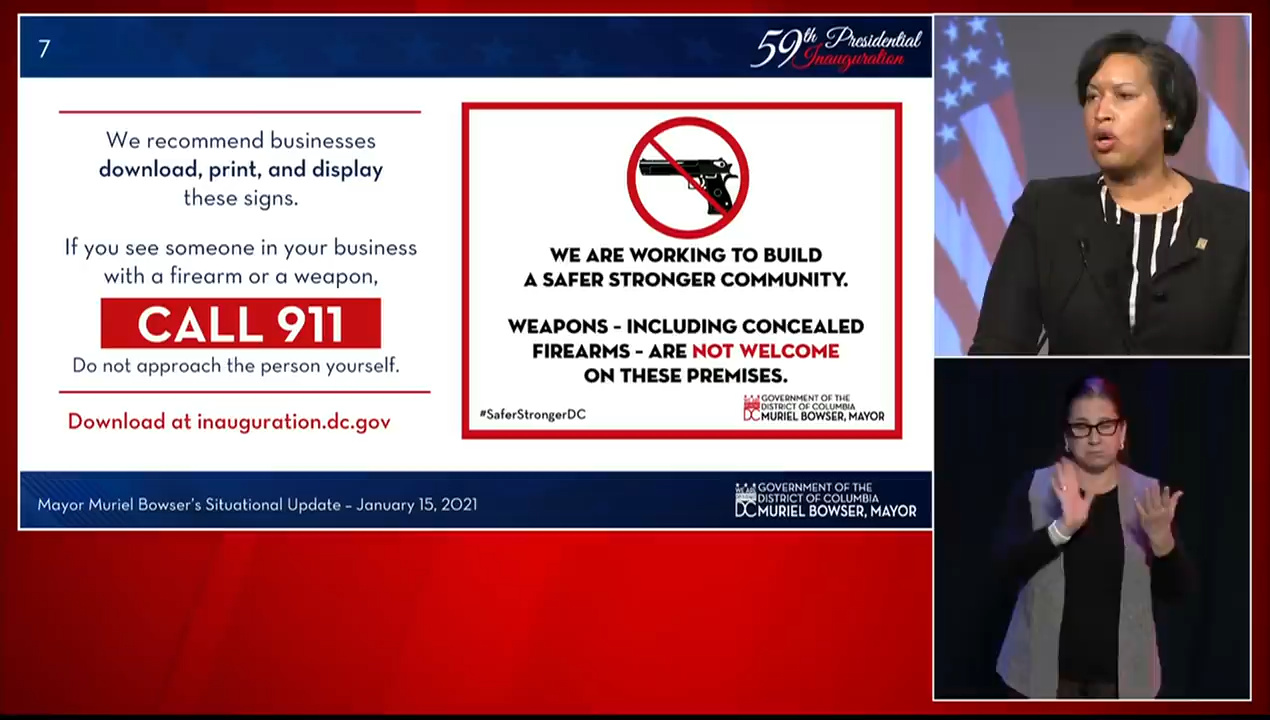 7
59th Presidential
Inauguration
We recommend businesses
download, print, and display
these signs.
If you see someone in your business
with a firearm or a weapon,
CALL 911
Do not approach the person yourself.
Download at inauguration.dc.gov
WE ARE WORKING TO BUILD
A SAFER STRONGER COMMUNITY.
WEAPONS – INCLUDING CONCEALED
FIREARMS – ARE NOT WELCOME
ON THESE PREMISES.
#SaferStrongerDC
GOVERNMENT OF THE
DISTRICT OF COLUMBIA
DC MURIEL BOWSER, MAYOR
Mayor Muriel Bowser's Situational Update – January 15, 2021
WE ARE
GOVERNMENT OF THE
DISTRICT OF COLUMBIA
DC MURIEL BOWSER, MAYOR